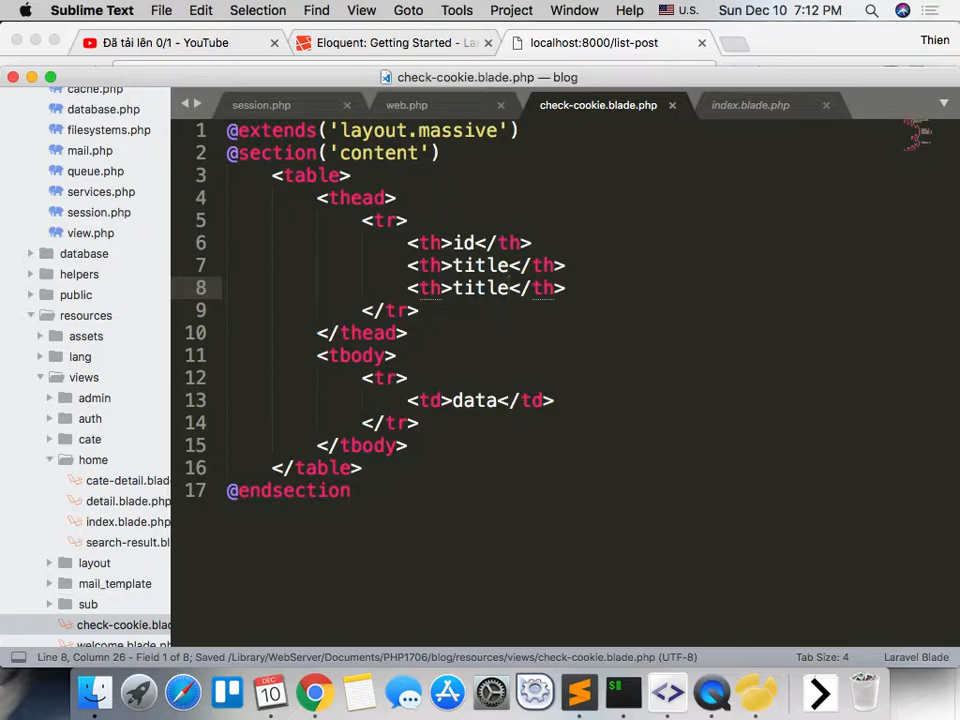 Sublime Text File Edit Selection Find View Goto Tools Project Window Help U.S. Sun Dec 10 7:12 PM
Đã tải lên 0/1 - YouTube
Eloquent: Getting Started - La
localhost:8000/list-post
Thien
check-cookie.blade.php — blog
session.php
web.php
check-cookie.blade.php
index.blade.php
cache.php
database.php
filesystems.php
mail.php
queue.php
services.php
session.php
view.php
database
helpers
public
resources
assets
lang
views
admin
auth
cate
home
cate-detail.blad
detail.blade.php
index.blade.php
search-result.bl
layout
mail_template
sub
check-cookie.blad
welcome.blade.php
1 @extends('layout.massive')
2 @section('content')
3 <table>
4 <thead>
5 <tr>
6 <th>id</th>
7 <th>title</th>
8 <th>title</th>
9 </tr>
10 </thead>
11 <tbody>
12 <tr>
13 <td>data</td>
14 </tr>
15 </tbody>
16 </table>
17 @endsection
Line 8, Column 26 - Field 1 of 8; Saved /Library/WebServer/Documents/PHP1706/blog/resources/views/check-cookie.blade.php (UTF-8)
Tab Size: 4
Laravel Blade
DEC
10